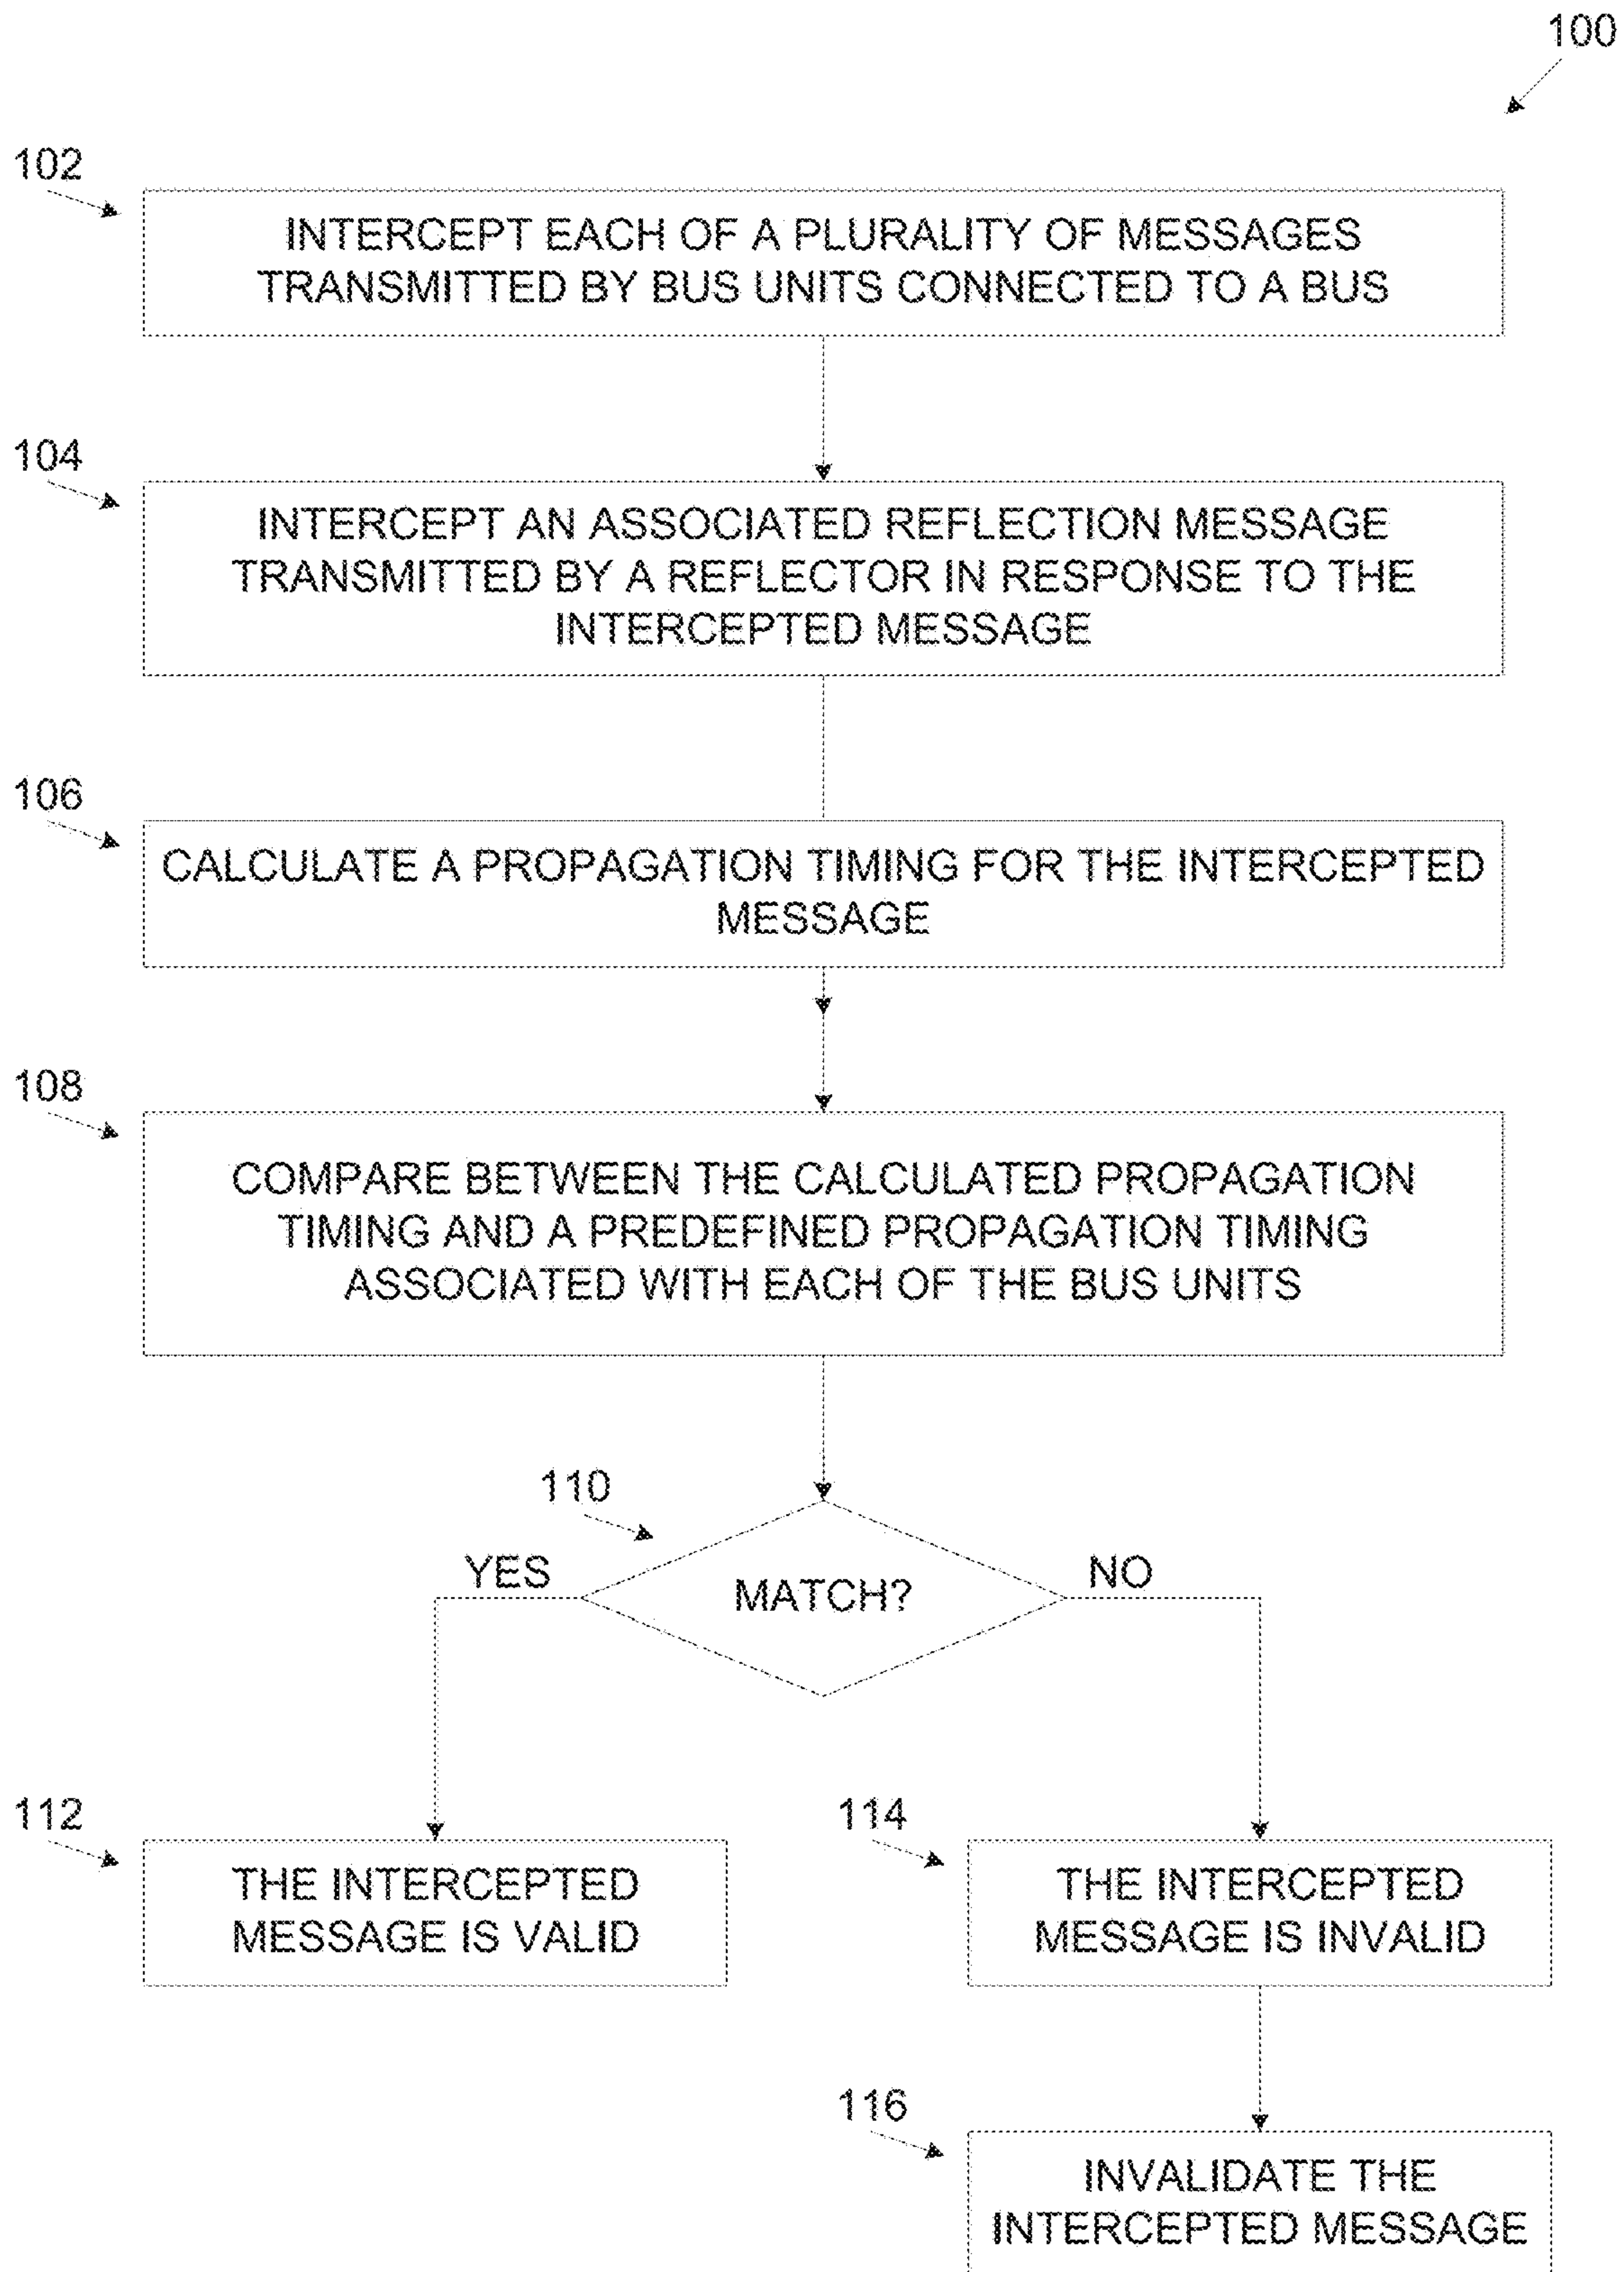 100
102
INTERCEPT EACH OF A PLURALITY OF MESSAGES
TRANSMITTED BY BUS UNITS CONNECTED TO A BUS
104
INTERCEPT AN ASSOCIATED REFLECTION MESSAGE
TRANSMITTED BY A REFLECTOR IN RESPONSE TO THE
INTERCEPTED MESSAGE
106
CALCULATE A PROPAGATION TIMING FOR THE INTERCEPTED
MESSAGE
108
COMPARE BETWEEN THE CALCULATED PROPAGATION
TIMING AND A PREDEFINED PROPAGATION TIMING
ASSOCIATED WITH EACH OF THE BUS UNITS
110
YES
MATCH?
NO
112
THE INTERCEPTED
MESSAGE IS VALID
114
THE INTERCEPTED
MESSAGE IS INVALID
116
INVALIDATE THE
INTERCEPTED MESSAGE